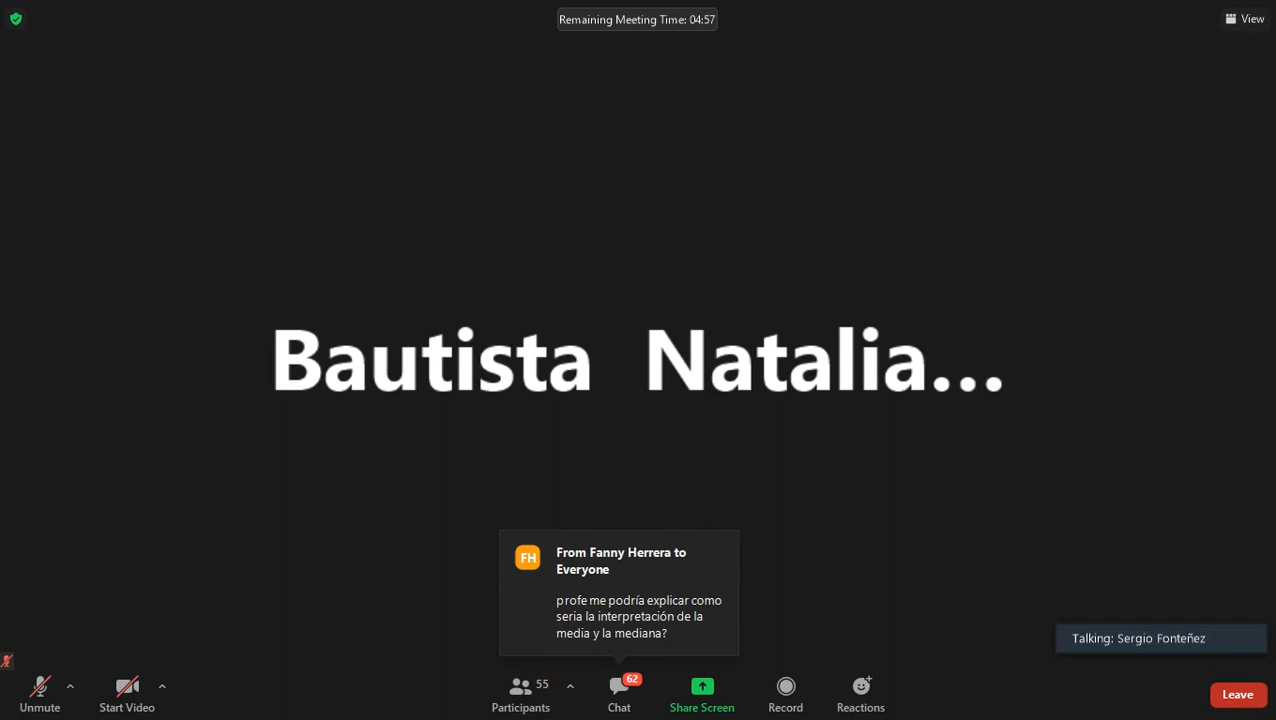 Remaining Meeting Time: 04:57
View
Bautista Natalia...
FH
From Fanny Herrera to
Everyone
profe me podría explicar como
seria la interpretación de la
media y la mediana?
Talking: Sergio Fonteñez
55
62
Unmute
Start Video
Participants
Chat
Share Screen
Record
Reactions
Leave